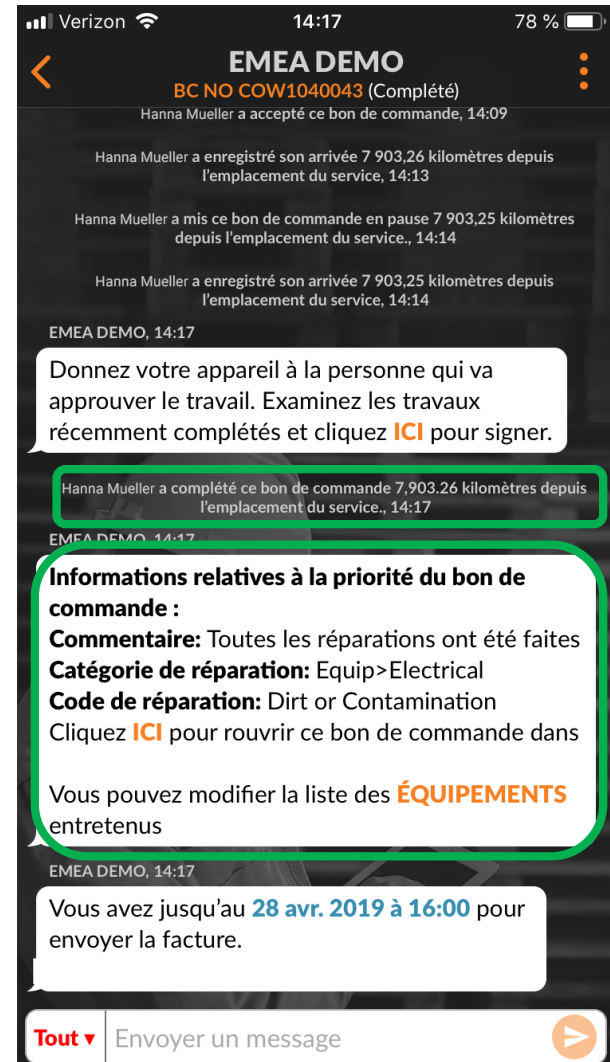 Verizon 14:17 78 %
EMEA DEMO
BC NO COW1040043 (Complété)
Hanna Mueller a accepté ce bon de commande, 14:09
Hanna Mueller a enregistré son arrivée 7 903,26 kilomètres depuis
l'emplacement du service, 14:13
Hanna Mueller a mis ce bon de commande en pause 7 903,25 kilomètres
depuis l'emplacement du service., 14:14
Hanna Mueller a enregistré son arrivée 7 903,25 kilomètres depuis
l'emplacement du service, 14:14
EMEA DEMO, 14:17
Donnez votre appareil à la personne qui va
approuver le travail. Examinez les travaux
récemment complétés et cliquez ICI pour signer.
Hanna Mueller a complété ce bon de commande 7,903.26 kilomètres depuis
l'emplacement du service., 14:17
EMEA DEMO, 14:17
Informations relatives à la priorité du bon de
commande :
Commentaire: Toutes les réparations ont été faites
Catégorie de réparation: Equip>Electrical
Code de réparation: Dirt or Contamination
Cliquez ICI pour rouvrir ce bon de commande dans
Vous pouvez modifier la liste des ÉQUIPEMENTS
entretenus
EMEA DEMO, 14:17
Vous avez jusqu'au 28 avr. 2019 à 16:00 pour
envoyer la facture.
Tout ▾ Envoyer un message